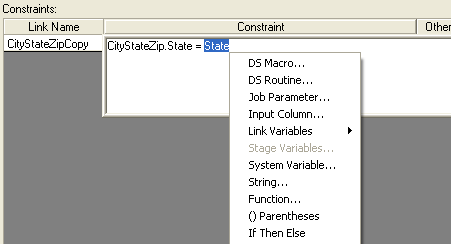 Constraints:
Link Name Constraint Other
CityStateZipCopy CityStateZip.State = State
DS Macro...
DS Routine...
Job Parameter...
Input Column...
Link Variables
Stage Variables...
System Variable...
String...
Function...
() Parentheses
If Then Else